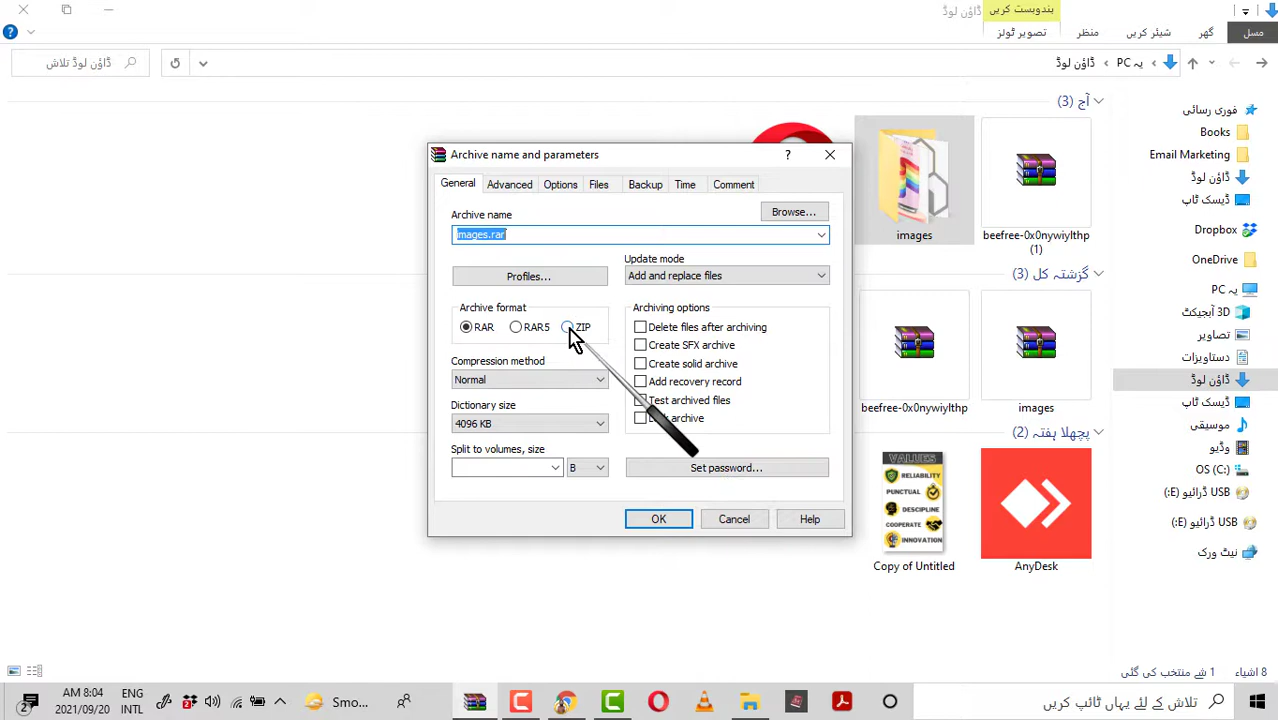 ڈاؤن لوڈ
بندوبست کریں
مسل
گھر
شیئر کریں
منظر
تصویر ٹولز
یہ PC
ڈاؤن لوڈ
ڈاؤن لوڈ تلاش
فوری رسائی
Books
Email Marketing
ڈاؤن لوڈ
ڈیسک ٹاپ
Dropbox
OneDrive
یہ PC
3D آبجیکٹ
تصاویر
دستاویزات
ڈاؤن لوڈ
ڈیسک ٹاپ
موسیقی
وڈیو
OS (C:)
USB ڈرائیو (E:)
USB ڈرائیو (E:)
نیٹ ورک
آج (3)
beefree-0x0nywiylthp (1)
images
گزشتہ کل (3)
images
beefree-0x0nywiylthp
پچھلا ہفتہ (2)
AnyDesk
VALUES
RELIABILITY
PUNCTUAL
DISCIPLINE
COOPERATE
INNOVATION
Copy of Untitled
Archive name and parameters
?
General
Advanced
Options
Files
Backup
Time
Comment
Archive name
Browse...
images.rar
Profiles...
Update mode
Add and replace files
Archive format
RAR
RAR5
ZIP
Compression method
Normal
Dictionary size
4096 KB
Split to volumes, size
B
Archiving options
Delete files after archiving
Create SFX archive
Create solid archive
Add recovery record
Test archived files
archive
Set password...
OK
Cancel
Help
8 اشیاء
1 شے منتخب کی گئی
AM 8:04
2021/09/20
ENG
INTL
Smo...
تلاش کے لئے یہاں ٹائپ کریں
2